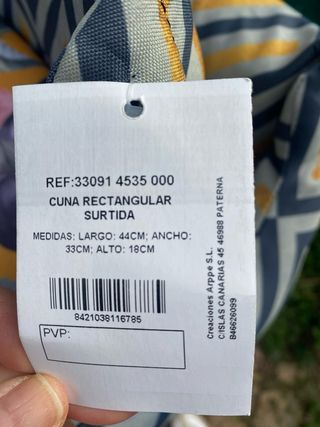 REF:33091 4535 000
CUNA RECTANGULAR
SURTIDA
MEDIDAS: LARGO: 44CM; ANCHO:
33CM; ALTO: 18CM
8421038116785
PVP:
Creaciones Arppe S.L.
C/ISLAS CANARIAS 45 46988 PATERNA
B46626099